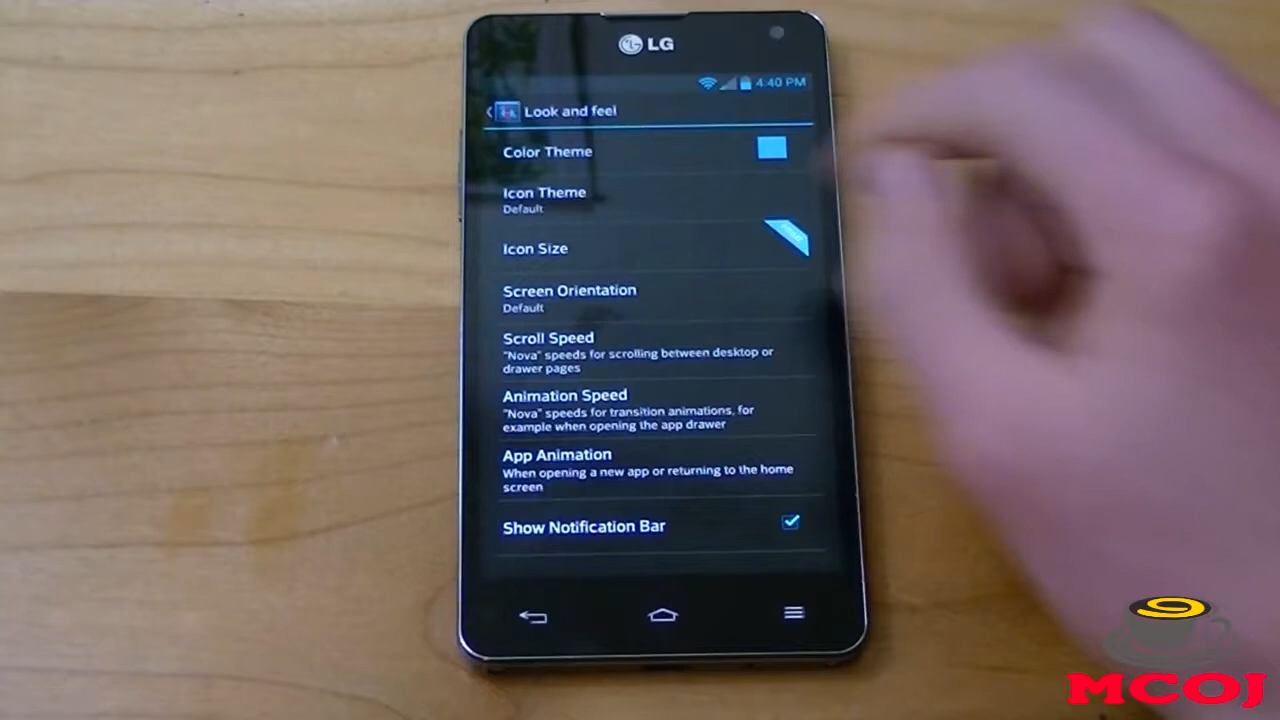 LG
4:40 PM
Look and feel
Color Theme
Icon Theme
Default
Icon Size
Screen Orientation
Default
Scroll Speed
"Nova" speeds for scrolling between desktop or
drawer pages
Animation Speed
"Nova" speeds for transition animations, for
example when opening the app drawer
App Animation
When opening a new app or returning to the home
screen
Show Notification Bar
MCOJ